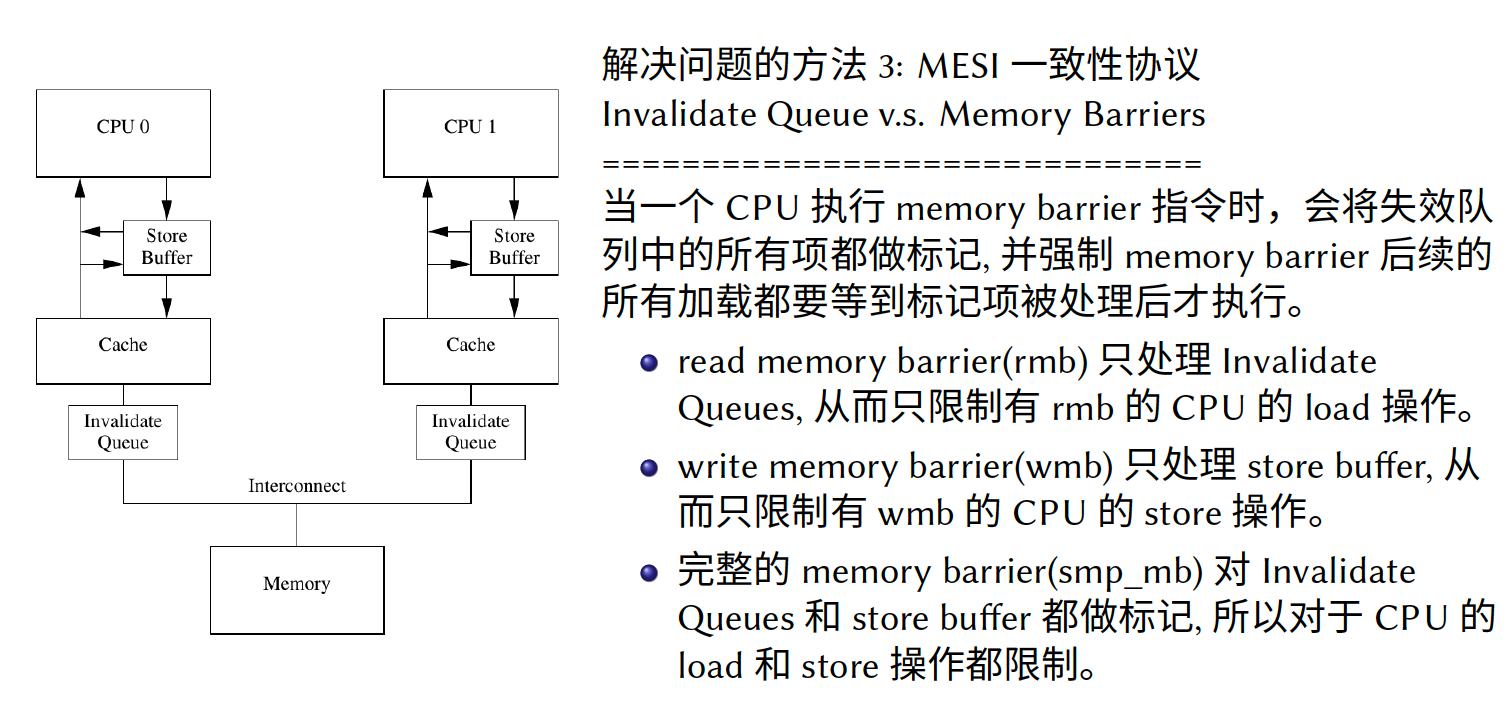 CPU 0
CPU 1
Store
Buffer
Store
Buffer
Cache
Cache
Invalidate
Queue
Invalidate
Queue
Interconnect
Memory
解决问题的方法 3: MESI 一致性协议
Invalidate Queue v.s. Memory Barriers
==============================
当一个 CPU 执行 memory barrier 指令时，会将失效队
列中的所有项都做标记, 并强制 memory barrier 后续的
所有加载都要等到标记项被处理后才执行。
read memory barrier(rmb) 只处理 Invalidate
Queues, 从而只限制有 rmb 的 CPU 的 load 操作。
write memory barrier(wmb) 只处理 store buffer, 从
而只限制有 wmb 的 CPU 的 store 操作。
完整的 memory barrier(smp_mb) 对 Invalidate
Queues 和 store buffer 都做标记, 所以对于 CPU 的
load 和 store 操作都限制。